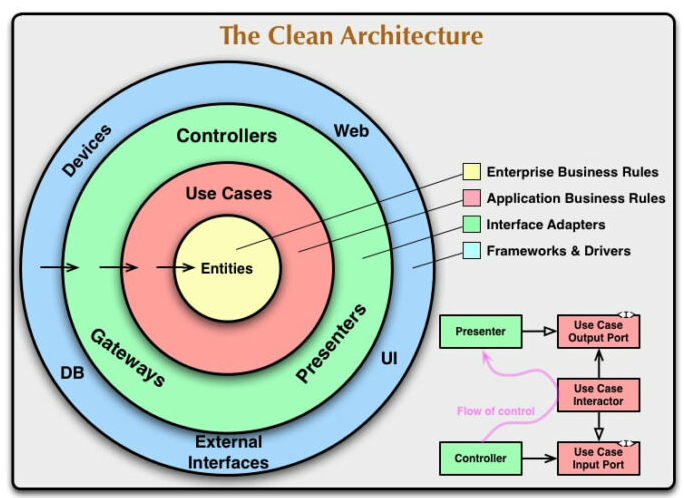 The Clean Architecture
Devices
Web
Controllers
Use Cases
Entities
Gateways
Presenters
DB
UI
External
Interfaces
Enterprise Business Rules
Application Business Rules
Interface Adapters
Frameworks & Drivers
Presenter
<I>
Use Case
Output Port
Use Case
Interactor
Flow of control
Controller
<I>
Use Case
Input Port